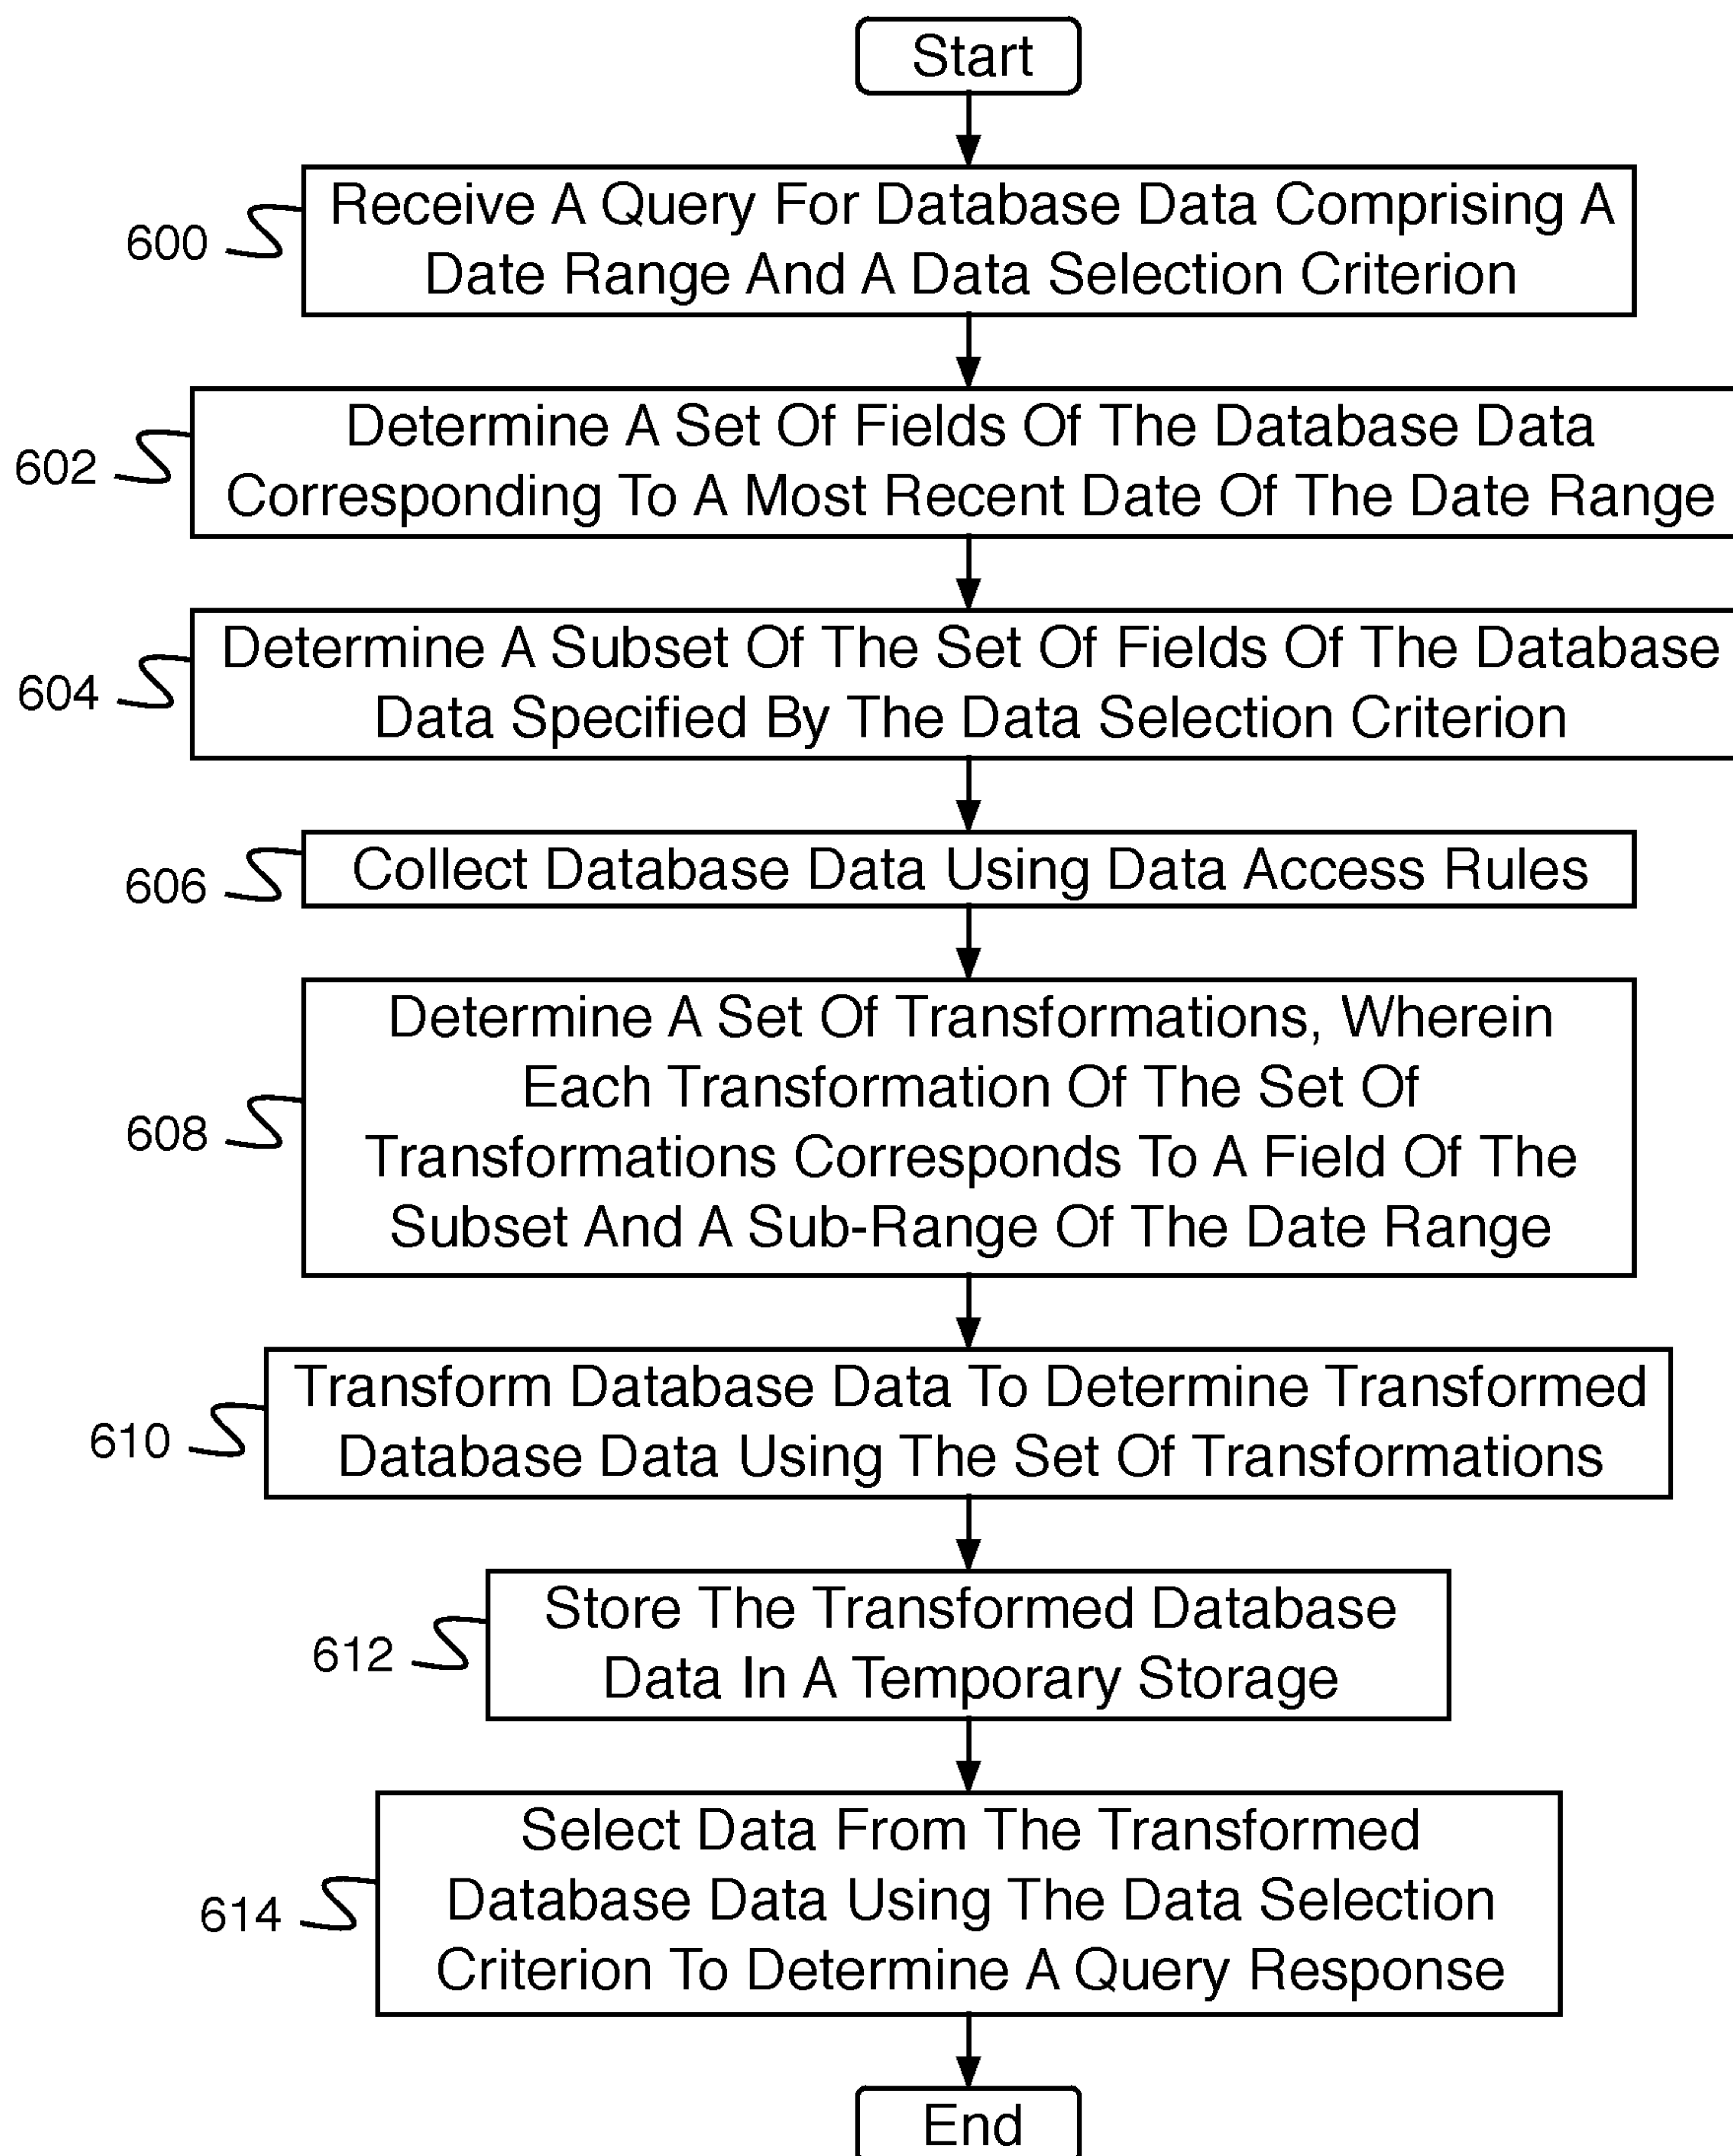 Start
600
Receive A Query For Database Data Comprising A
Date Range And A Data Selection Criterion
602
Determine A Set Of Fields Of The Database Data
Corresponding To A Most Recent Date Of The Date Range
604
Determine A Subset Of The Set Of Fields Of The Database
Data Specified By The Data Selection Criterion
606
Collect Database Data Using Data Access Rules
608
Determine A Set Of Transformations, Wherein
Each Transformation Of The Set Of
Transformations Corresponds To A Field Of The
Subset And A Sub-Range Of The Date Range
610
Transform Database Data To Determine Transformed
Database Data Using The Set Of Transformations
612
Store The Transformed Database
Data In A Temporary Storage
614
Select Data From The Transformed
Database Data Using The Data Selection
Criterion To Determine A Query Response
End